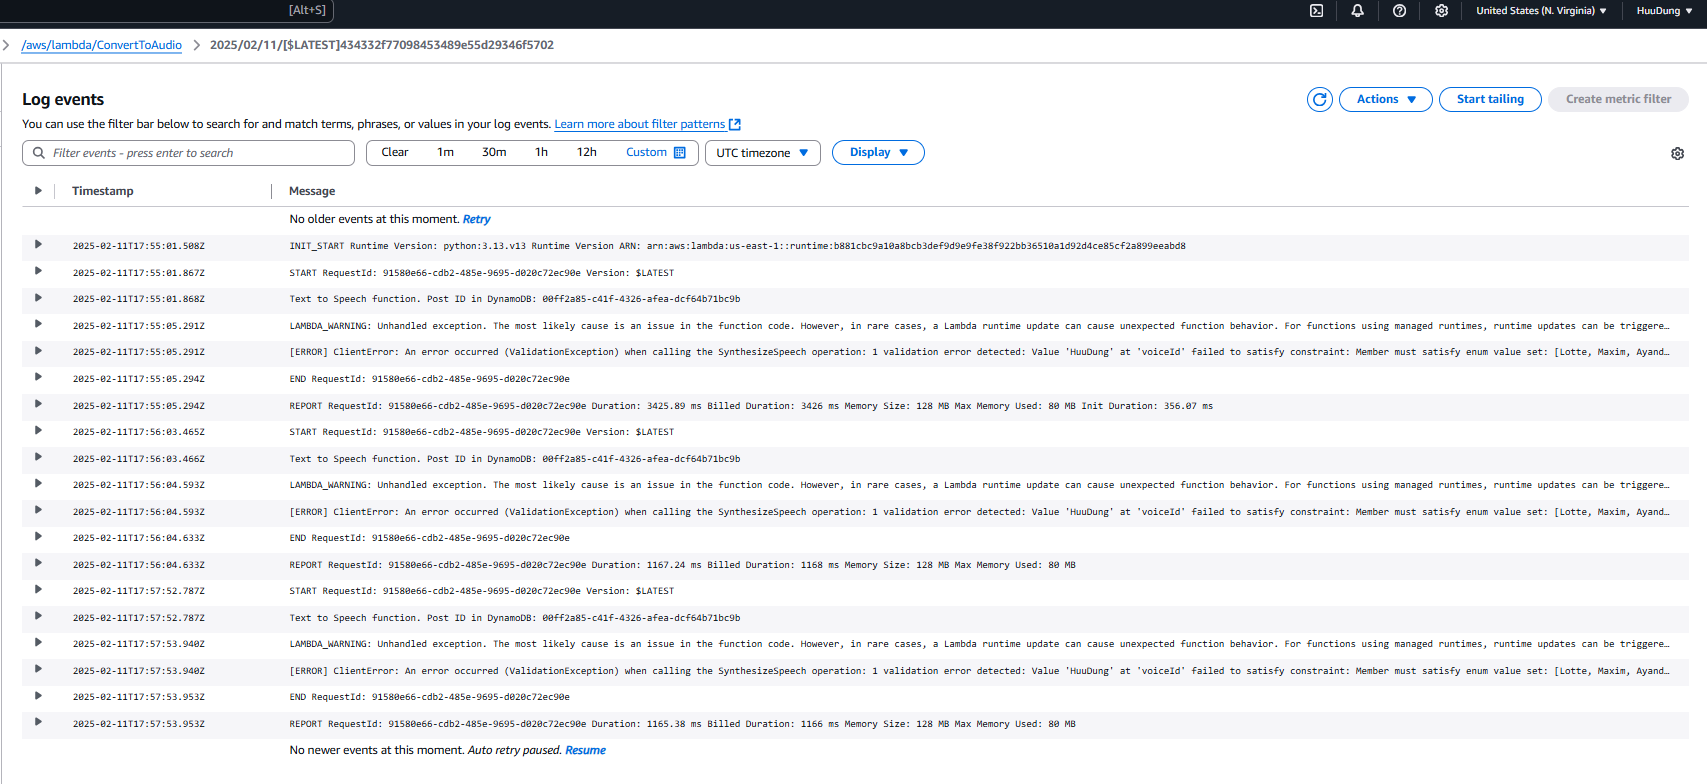 [Alt+S]
United States (N. Virginia)
HuuDung
/aws/lambda/ConvertToAudio
2025/02/11/[$LATEST]434332f77098453489e55d29346f5702
Log events
Actions
Start tailing
Create metric filter
You can use the filter bar below to search for and match terms, phrases, or values in your log events. Learn more about filter patterns
Filter events - press enter to search
Clear 1m 30m 1h 12h Custom
UTC timezone
Display
Timestamp Message
No older events at this moment. Retry
2025-02-11T17:55:01.508Z INIT_START Runtime Version: python:3.13.v13 Runtime Version ARN: arn:aws:lambda:us-east-1::runtime:b881cbc9a10a8bcb3def9d9e9fe38f922bb36510a1d92d4ce85cf2a899eeabd8
2025-02-11T17:55:01.867Z START RequestId: 91580e66-cdb2-485e-9695-d020c72ec90e Version: $LATEST
2025-02-11T17:55:01.868Z Text to Speech function. Post ID in DynamoDB: 00ff2a85-c41f-4326-afea-dcf64b71bc9b
2025-02-11T17:55:05.291Z LAMBDA_WARNING: Unhandled exception. The most likely cause is an issue in the function code. However, in rare cases, a Lambda runtime update can cause unexpected function behavior. For functions using managed runtimes, runtime updates can be triggere…
2025-02-11T17:55:05.291Z [ERROR] ClientError: An error occurred (ValidationException) when calling the SynthesizeSpeech operation: 1 validation error detected: Value 'HuuDung' at 'voiceId' failed to satisfy constraint: Member must satisfy enum value set: [Lotte, Maxim, Ayand…
2025-02-11T17:55:05.294Z END RequestId: 91580e66-cdb2-485e-9695-d020c72ec90e
2025-02-11T17:55:05.294Z REPORT RequestId: 91580e66-cdb2-485e-9695-d020c72ec90e Duration: 3425.89 ms Billed Duration: 3426 ms Memory Size: 128 MB Max Memory Used: 80 MB Init Duration: 356.07 ms
2025-02-11T17:56:03.465Z START RequestId: 91580e66-cdb2-485e-9695-d020c72ec90e Version: $LATEST
2025-02-11T17:56:03.466Z Text to Speech function. Post ID in DynamoDB: 00ff2a85-c41f-4326-afea-dcf64b71bc9b
2025-02-11T17:56:04.593Z LAMBDA_WARNING: Unhandled exception. The most likely cause is an issue in the function code. However, in rare cases, a Lambda runtime update can cause unexpected function behavior. For functions using managed runtimes, runtime updates can be triggere…
2025-02-11T17:56:04.593Z [ERROR] ClientError: An error occurred (ValidationException) when calling the SynthesizeSpeech operation: 1 validation error detected: Value 'HuuDung' at 'voiceId' failed to satisfy constraint: Member must satisfy enum value set: [Lotte, Maxim, Ayand…
2025-02-11T17:56:04.633Z END RequestId: 91580e66-cdb2-485e-9695-d020c72ec90e
2025-02-11T17:56:04.633Z REPORT RequestId: 91580e66-cdb2-485e-9695-d020c72ec90e Duration: 1167.24 ms Billed Duration: 1168 ms Memory Size: 128 MB Max Memory Used: 80 MB
2025-02-11T17:57:52.787Z START RequestId: 91580e66-cdb2-485e-9695-d020c72ec90e Version: $LATEST
2025-02-11T17:57:52.787Z Text to Speech function. Post ID in DynamoDB: 00ff2a85-c41f-4326-afea-dcf64b71bc9b
2025-02-11T17:57:53.940Z LAMBDA_WARNING: Unhandled exception. The most likely cause is an issue in the function code. However, in rare cases, a Lambda runtime update can cause unexpected function behavior. For functions using managed runtimes, runtime updates can be triggere…
2025-02-11T17:57:53.940Z [ERROR] ClientError: An error occurred (ValidationException) when calling the SynthesizeSpeech operation: 1 validation error detected: Value 'HuuDung' at 'voiceId' failed to satisfy constraint: Member must satisfy enum value set: [Lotte, Maxim, Ayand…
2025-02-11T17:57:53.953Z END RequestId: 91580e66-cdb2-485e-9695-d020c72ec90e
2025-02-11T17:57:53.953Z REPORT RequestId: 91580e66-cdb2-485e-9695-d020c72ec90e Duration: 1165.38 ms Billed Duration: 1166 ms Memory Size: 128 MB Max Memory Used: 80 MB
No newer events at this moment. Auto retry paused. Resume